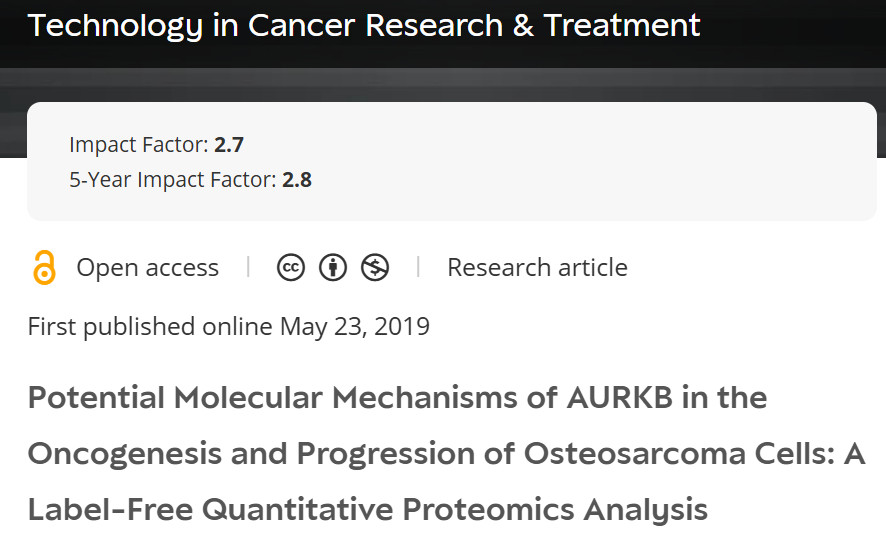 Technology in Cancer Research & Treatment
Impact Factor: 2.7
5-Year Impact Factor: 2.8
Open access | cc | Research article
First published online May 23, 2019
Potential Molecular Mechanisms of AURKB in the
Oncogenesis and Progression of Osteosarcoma Cells: A
Label-Free Quantitative Proteomics Analysis